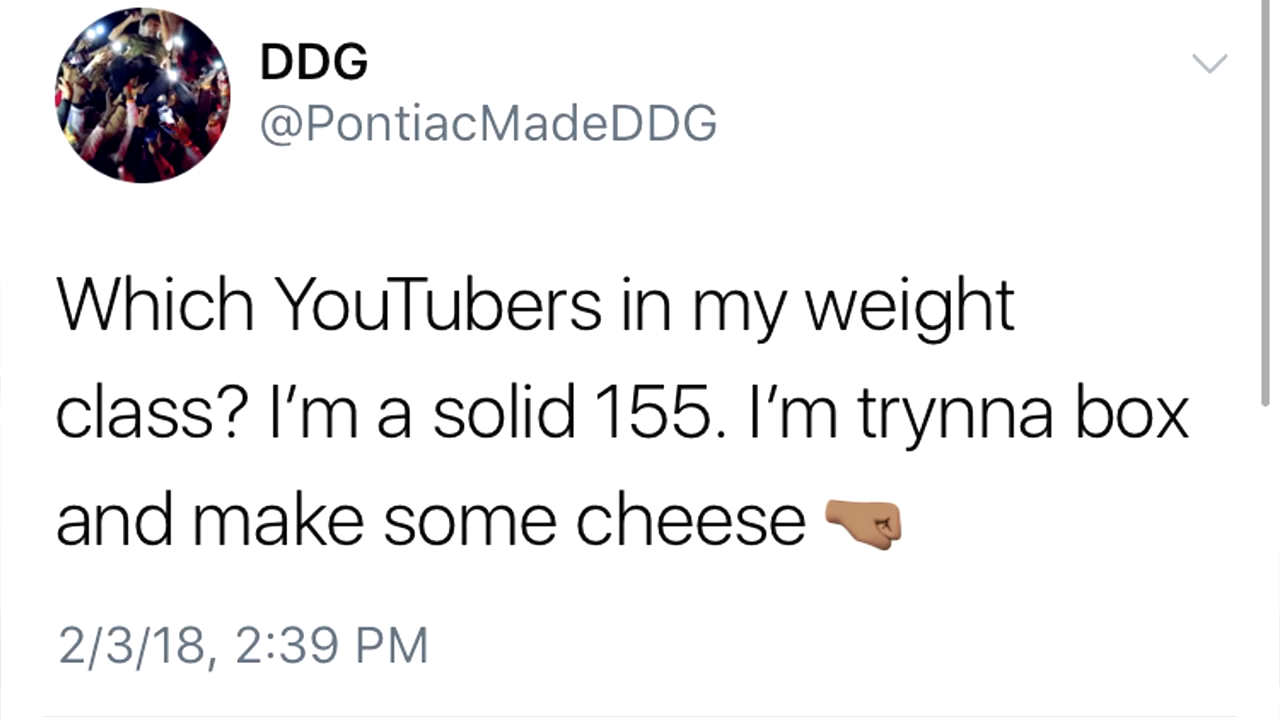 DDG
@PontiacMadeDDG
Which YouTubers in my weight
class? I’m a solid 155. I’m trynna box
and make some cheese 🤜🏽
2/3/18, 2:39 PM